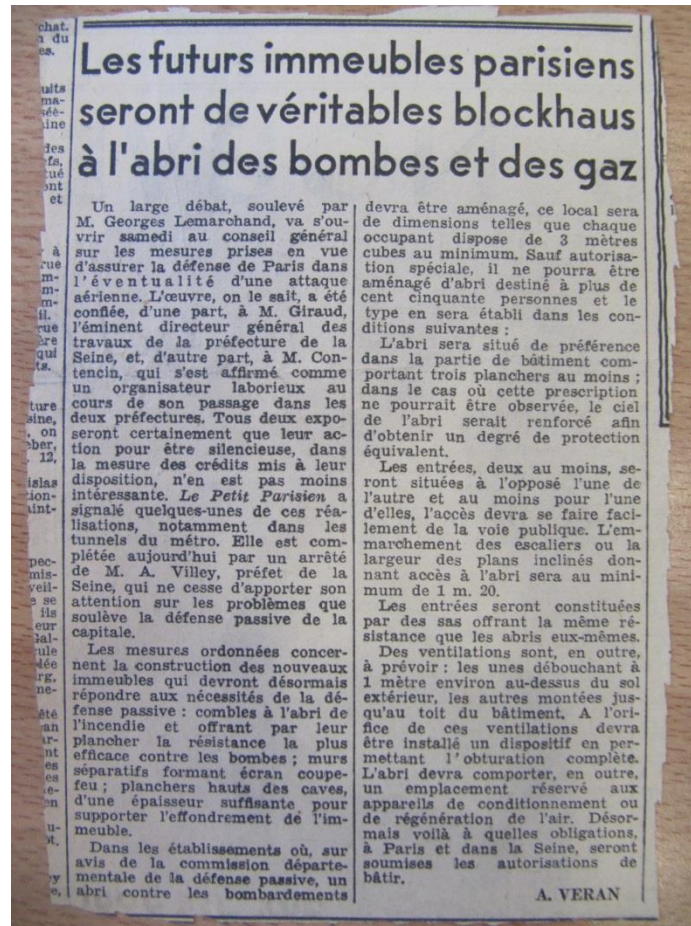 Les futurs immeubles parisiens
seront de véritables blockhaus
à l'abri des bombes et des gaz
Un large débat, soulevé par
M. Georges Lemarchand, va s'ou-
vrir samedi au conseil général
sur les mesures prises en vue
d'assurer la défense de Paris dans
l'éventualité d'une attaque
aérienne. L'œuvre, on le sait, a été
confiée, d'une part, à M. Giraud,
l'éminent directeur général des
travaux de la préfecture de la
Seine, et, d'autre part, à M. Con-
tencin, qui s'est affirmé comme
un organisateur laborieux au
cours de son passage dans les
deux préfectures. Tous deux expo-
seront certainement que leur ac-
tion pour être silencieuse, dans
la mesure des crédits mis à leur
disposition, n'en est pas moins
intéressante. Le Petit Parisien a
signalé quelques-unes de ces réa-
lisations, notamment dans les
tunnels du métro. Elle est com-
plétée aujourd'hui par un arrêté
de M. A. Villey, préfet de la
Seine, qui ne cesse d'apporter son
attention sur les problèmes que
soulève la défense passive de la
capitale.
Les mesures ordonnées concer-
nent la construction des nouveaux
immeubles qui devront désormais
répondre aux nécessités de la dé-
fense passive : combles à l'abri de
l'incendie et offrant par leur
plancher la résistance la plus
efficace contre les bombes ; murs
séparatifs formant écran coupe-
feu ; planchers hauts des caves,
d'une épaisseur suffisante pour
supporter l'effondrement de l'im-
meuble.
Dans les établissements où, sur
avis de la commission départe-
mentale de la défense passive, un
abri contre les bombardements
devra être aménagé, ce local sera
de dimensions telles que chaque
occupant dispose de 3 mètres
cubes au minimum. Sauf autorisa-
tion spéciale, il ne pourra être
aménagé d'abri destiné à plus de
cent cinquante personnes et le
type en sera établi dans les con-
ditions suivantes :
L'abri sera situé de préférence
dans la partie de bâtiment com-
portant trois planchers au moins ;
dans le cas où cette prescription
ne pourrait être observée, le ciel
de l'abri serait renforcé afin
d'obtenir un degré de protection
équivalent.
Les entrées, deux au moins, se-
ront situées à l'opposé l'une de
l'autre et au moins pour l'une
d'elles, l'accès devra se faire faci-
lement de la voie publique. L'em-
marchement des escaliers ou la
largeur des plans inclinés don-
nant accès à l'abri sera au mini-
mum de 1 m. 20.
Les entrées seront constituées
par des sas offrant la même ré-
sistance que les abris eux-mêmes.
Des ventilations sont, en outre,
à prévoir : les unes débouchant à
1 mètre environ au-dessus du sol
extérieur, les autres montées jus-
qu'au toit du bâtiment. A l'ori-
fice de ces ventilations devra
être installé un dispositif en per-
mettant l'obturation complète.
L'abri devra comporter, en outre,
un emplacement réservé aux
appareils de conditionnement ou
de régénération de l'air. Désor-
mais voilà à quelles obligations,
à Paris et dans la Seine, seront
soumises les autorisations de
bâtir.
A. VERAN